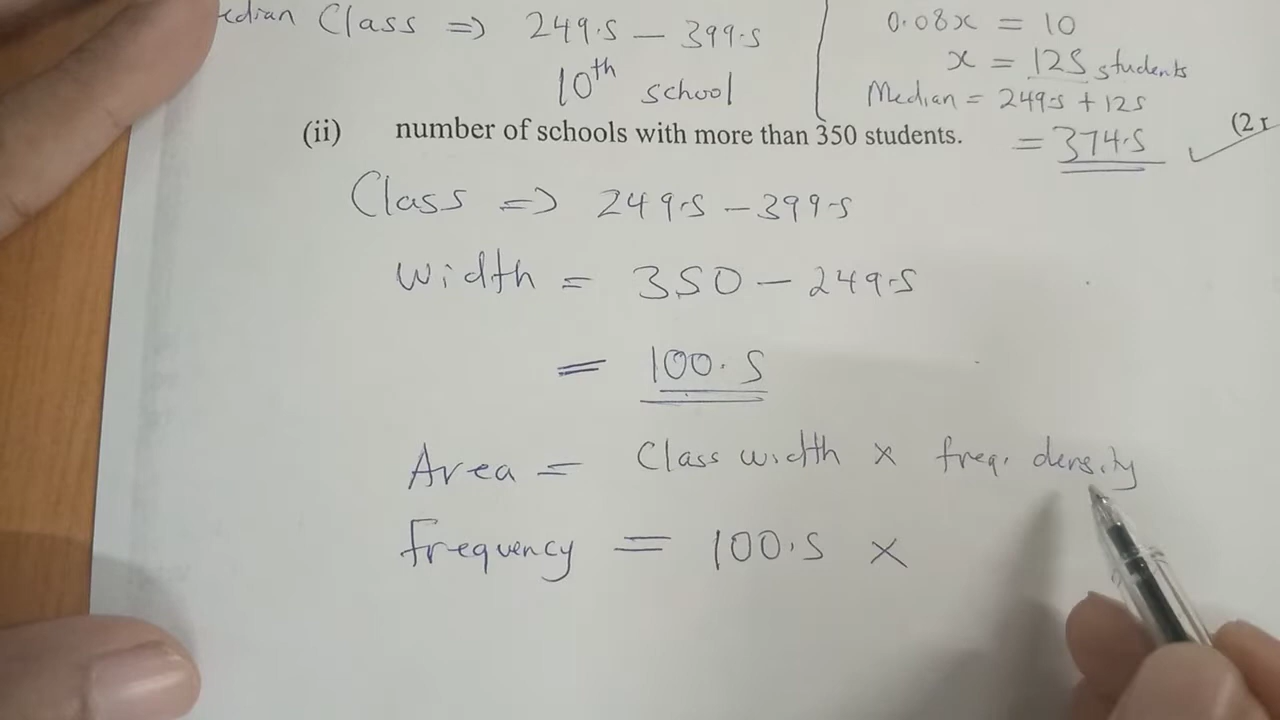 edian Class => 249.5 – 399.5
10th school
0.08x = 10
x = 125 students
Median = 249.5 + 125
= 374.5
(ii) number of schools with more than 350 students.
Class => 249.5 – 399.5
Width = 350 – 249.5
= 100.5
Area = Class width × freq. density
Frequency = 100.5 ×